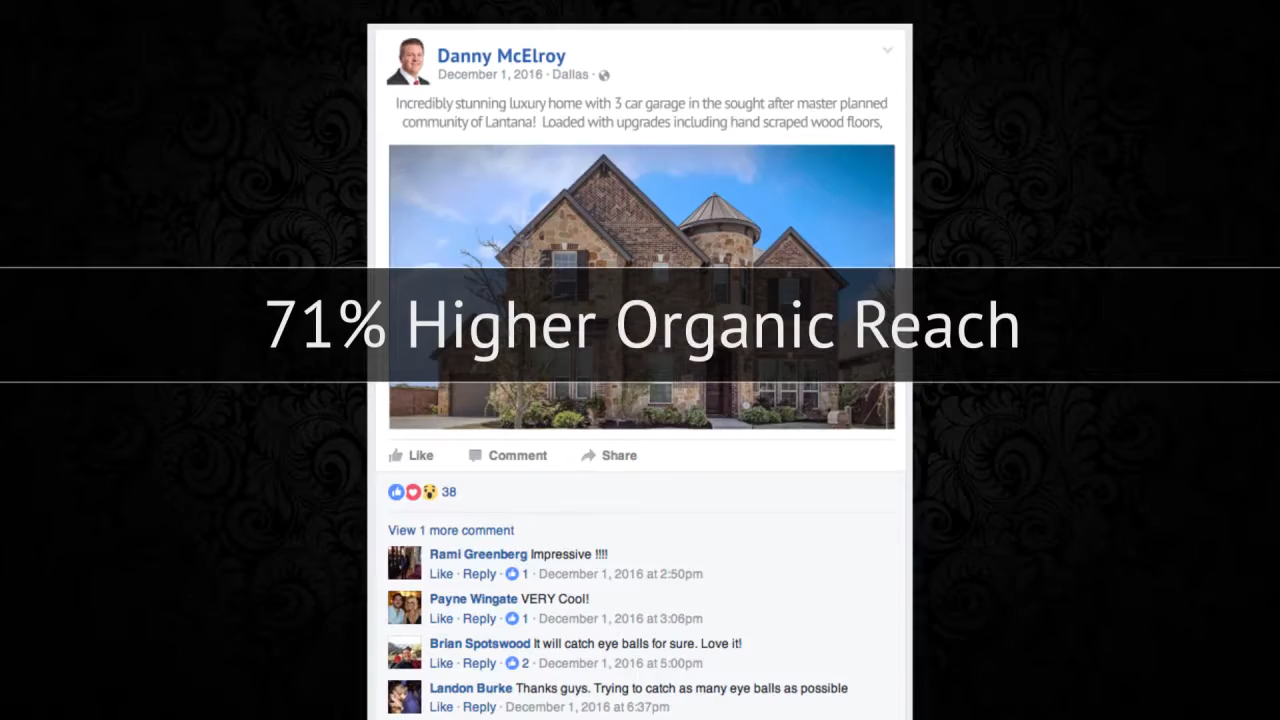 Danny McElroy
December 1, 2016 · Dallas ·
Incredibly stunning luxury home with 3 car garage in the sought after master planned
community of Lantana! Loaded with upgrades including hand scraped wood floors,
71% Higher Organic Reach
Like Comment Share
38
View 1 more comment
Rami Greenberg Impressive !!!!
Like · Reply · 1 · December 1, 2016 at 2:50pm
Payne Wingate VERY Cool!
Like · Reply · 1 · December 1, 2016 at 3:06pm
Brian Spotswood It will catch eye balls for sure. Love it!
Like · Reply · 2 · December 1, 2016 at 5:00pm
Landon Burke Thanks guys. Trying to catch as many eye balls as possible
Like · Reply · December 1, 2016 at 6:37pm